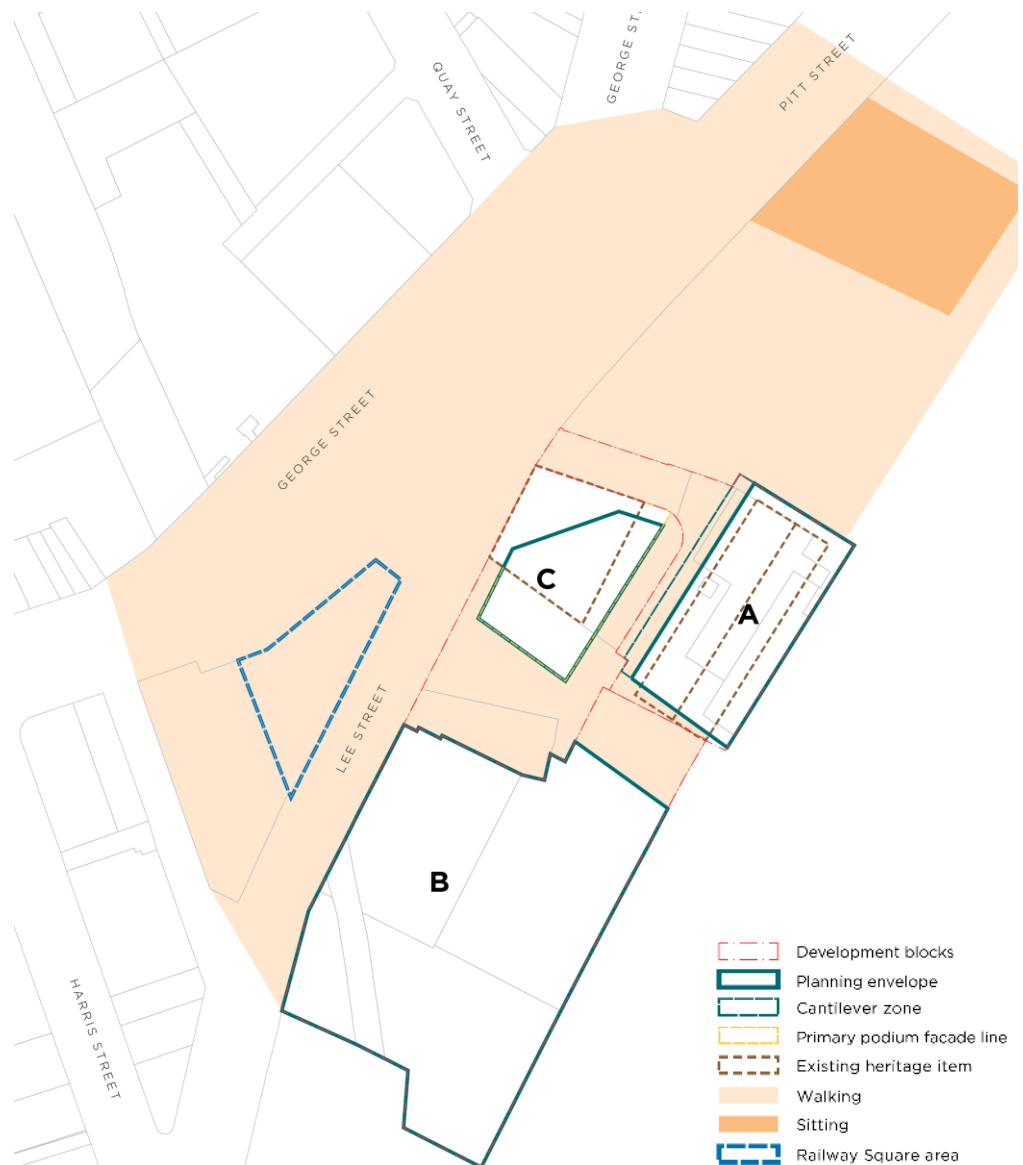 QUAY STREET
GEORGE ST
PITT STREET
GEORGE STREET
C
A
LEE STREET
B
HARRIS STREET
Development blocks
Planning envelope
Cantilever zone
Primary podium facade line
Existing heritage item
Walking
Sitting
Railway Square area